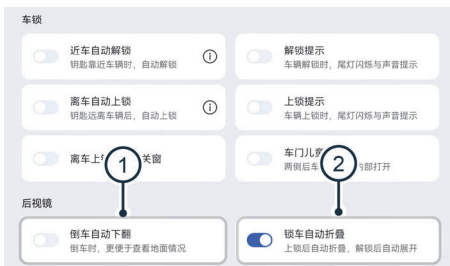 车锁
近车自动解锁
钥匙靠近车辆时，自动解锁
解锁提示
车辆解锁时，尾灯闪烁与声音提示
离车自动上锁
钥匙远离车辆后，自动上锁
上锁提示
车辆上锁时，尾灯闪烁与声音提示
离车上 关窗
车门儿
两侧后车 内部打开
1
2
后视镜
倒车自动下翻
倒车时，更便于查看地面情况
锁车自动折叠
上锁后自动折叠，解锁后自动展开